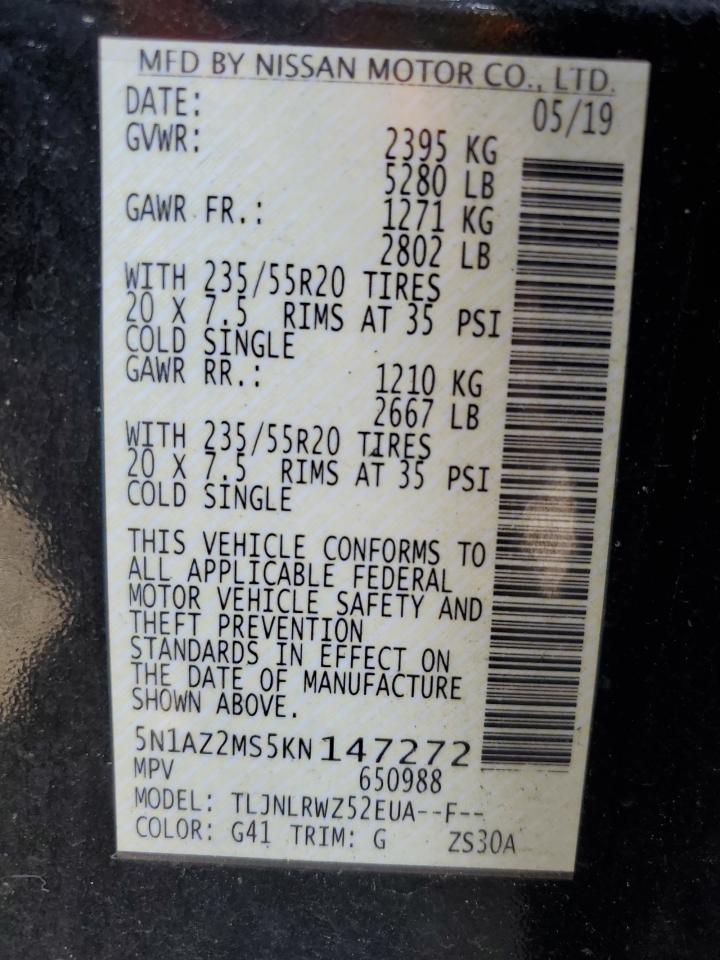 MFD BY NISSAN MOTOR CO., LTD.
DATE: 05/19
GVWR: 2395 KG
5280 LB
GAWR FR.: 1271 KG
2802 LB
WITH 235/55R20 TIRES
20 X 7.5 RIMS AT 35 PSI
COLD SINGLE
GAWR RR.: 1210 KG
2667 LB
WITH 235/55R20 TIRES
20 X 7.5 RIMS AT 35 PSI
COLD SINGLE
THIS VEHICLE CONFORMS TO
ALL APPLICABLE FEDERAL
MOTOR VEHICLE SAFETY AND
THEFT PREVENTION
STANDARDS IN EFFECT ON
THE DATE OF MANUFACTURE
SHOWN ABOVE.
5N1AZ2MS5KN147272
MPV 650988
MODEL: TLJNLRWZ52EUA--F--
COLOR: G41 TRIM: G ZS30A